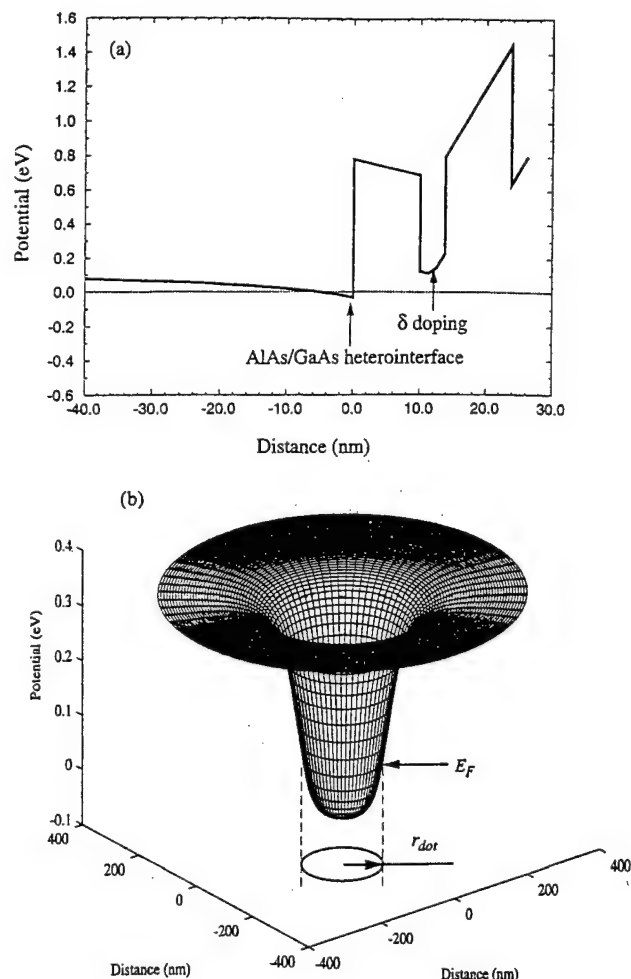 (a)
1.6
1.4
1.2
1.0
0.8
0.6
0.4
0.2
0.0
-0.2
-0.4
-0.6
Potential (eV)
δ doping
AlAs/GaAs heterointerface
-40.0 -30.0 -20.0 -10.0 0.0 10.0 20.0 30.0
Distance (nm)
(b)
0.4
0.3
0.2
0.1
0
-0.1
Potential (eV)
E_F
r_dot
400
200
0
-200
-400
Distance (nm)
-400
-200
0
200
400
Distance (nm)